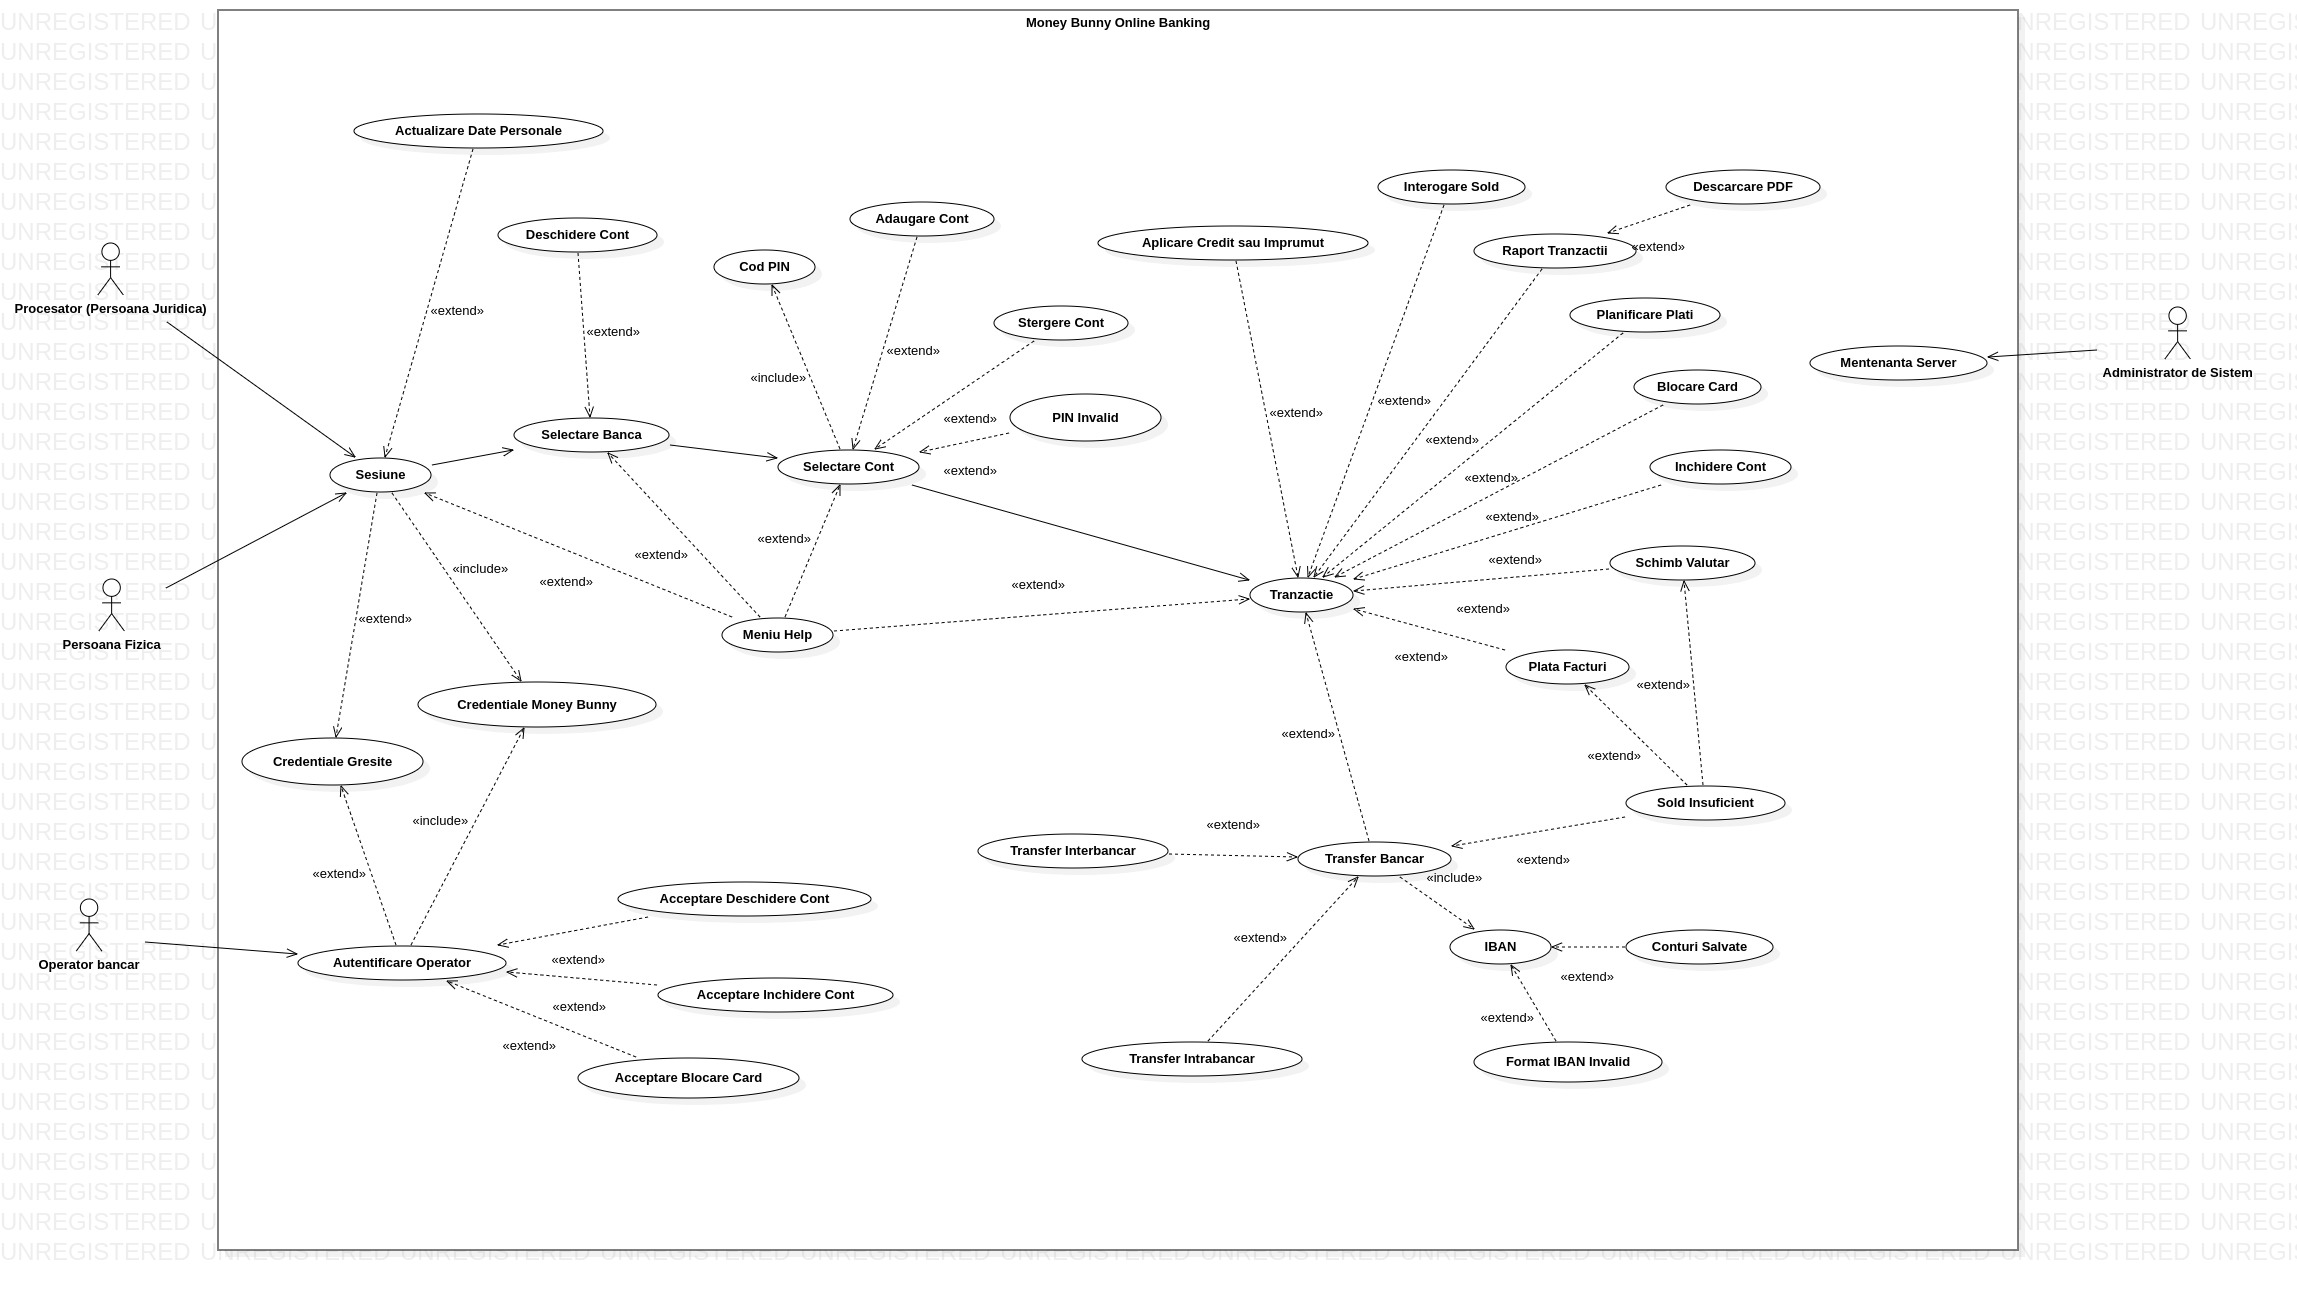 Money Bunny Online Banking
Actualizare Date Personale
Interogare Sold
Descarcare PDF
Adaugare Cont
Deschidere Cont
Aplicare Credit sau Imprumut
Raport Tranzactii
«extend»
Cod PIN
Procesator (Persoana Juridica)
«extend»
Planificare Plati
Stergere Cont
«extend»
«extend»
Mentenanta Server
Administrator de Sistem
«include»
Blocare Card
«extend»
«extend»
PIN Invalid
«extend»
«extend»
Selectare Banca
«extend»
Selectare Cont
Inchidere Cont
«extend»
Sesiune
«extend»
«extend»
«extend»
«extend»
«extend»
Schimb Valutar
«include»
«extend»
«extend»
Tranzactie
«extend»
«extend»
Meniu Help
Persoana Fizica
«extend»
Plata Facturi
«extend»
Credentiale Money Bunny
«extend»
«extend»
Credentiale Gresite
Sold Insuficient
«include»
«extend»
Transfer Interbancar
Transfer Bancar
«extend»
«extend»
«include»
Acceptare Deschidere Cont
«extend»
IBAN
Conturi Salvate
Operator bancar
Autentificare Operator
«extend»
«extend»
Acceptare Inchidere Cont
«extend»
«extend»
«extend»
Transfer Intrabancar
Format IBAN Invalid
Acceptare Blocare Card
UNREGISTERED